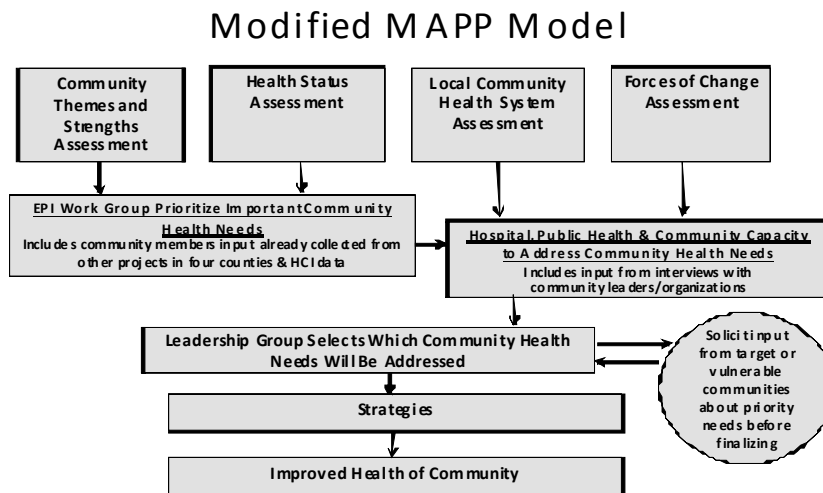 Modified MAPP Model
Community
Themes and
Strengths
Assessment
Health Status
Assessment
Local Community
Health System
Assessment
Forces of Change
Assessment
EPI Work Group Prioritize Important Community
Health Needs
Includes community members input already collected from
other projects in four counties & HCI data
Hospital, Public Health & Community Capacity
to Address Community Health Needs
Includes input from interviews with
community leaders/organizations
Leadership Group Selects Which Community Health
Needs Will Be Addressed
Solicit input
from target or
vulnerable
communities
about priority
needs before
finalizing
Strategies
Improved Health of Community